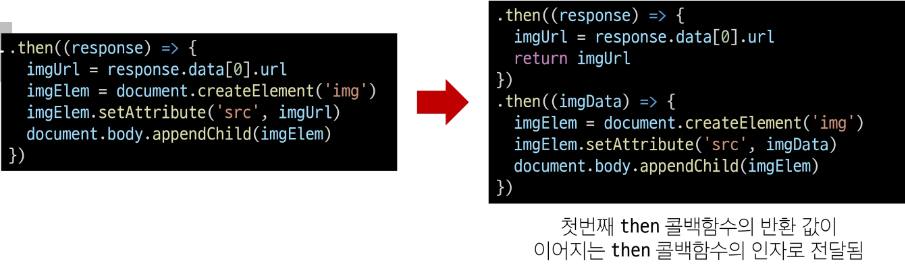 .then((response) => {
  imgUrl = response.data[0].url
  imgElem = document.createElement('img')
  imgElem.setAttribute('src', imgUrl)
  document.body.appendChild(imgElem)
})
.then((response) => {
  imgUrl = response.data[0].url
  return imgUrl
})
.then((imgData) => {
  imgElem = document.createElement('img')
  imgElem.setAttribute('src', imgData)
  document.body.appendChild(imgElem)
})
첫번째 then 콜백함수의 반환 값이
이어지는 then 콜백함수의 인자로 전달됨